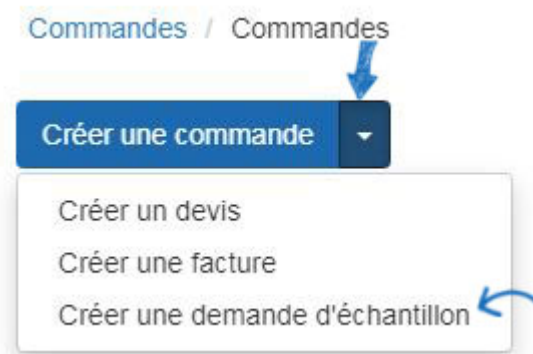 Commandes / Commandes
Créer une commande
Créer un devis
Créer une facture
Créer une demande d'échantillon